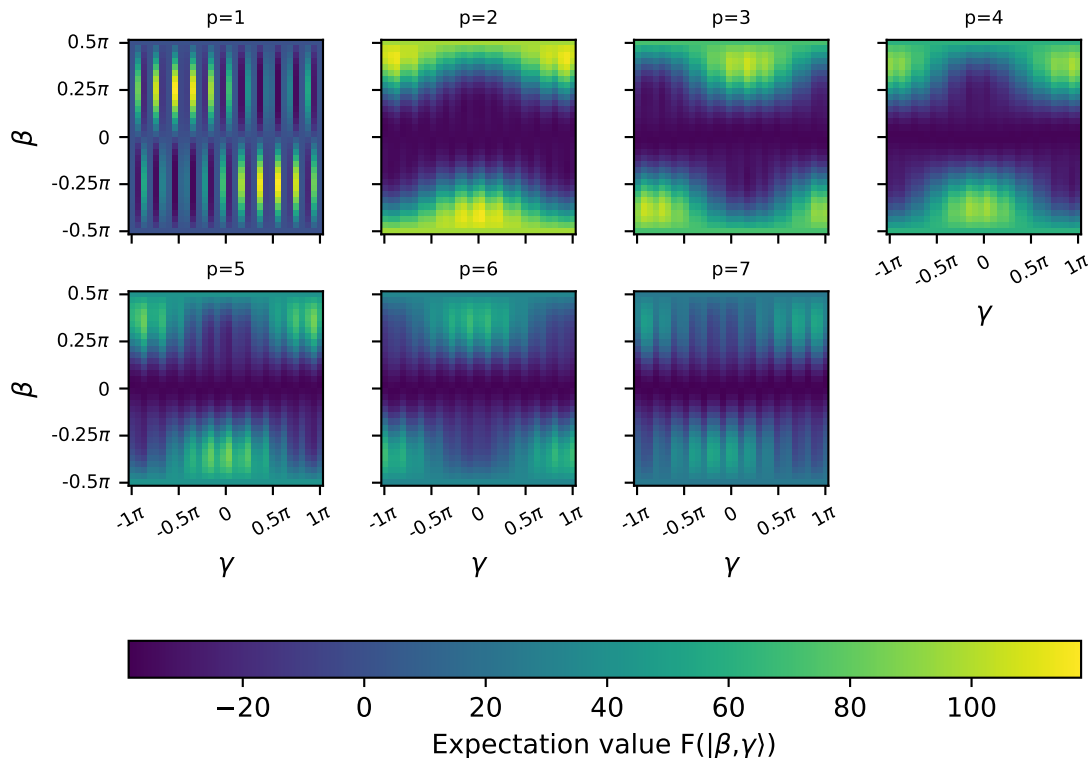 p=1 p=2 p=3 p=4
0.5π
0.25π
0
-0.25π
-0.5π
β
-1π -0.5π 0 0.5π 1π
γ
p=5 p=6 p=7
0.5π
0.25π
0
-0.25π
-0.5π
β
-1π -0.5π 0 0.5π 1π -1π -0.5π 0 0.5π 1π -1π -0.5π 0 0.5π 1π
γ γ γ
−20 0 20 40 60 80 100
Expectation value F(|β,γ⟩)